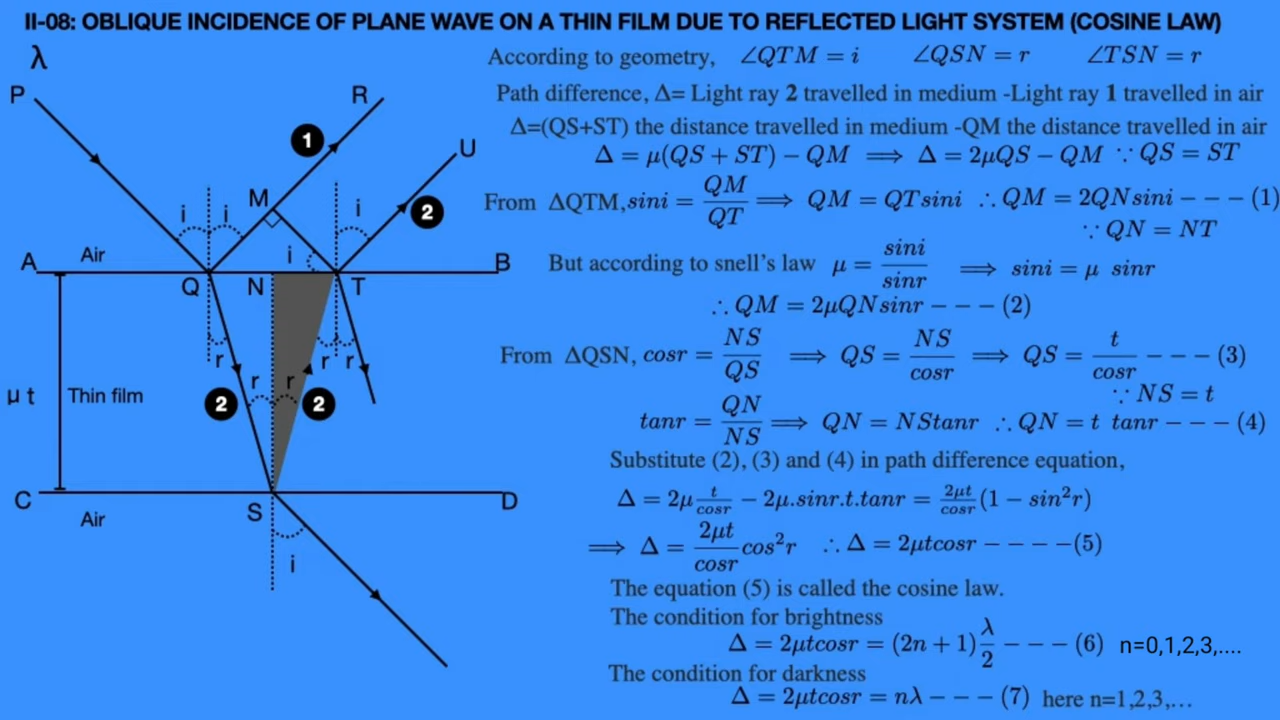 II-08: OBLIQUE INCIDENCE OF PLANE WAVE ON A THIN FILM DUE TO REFLECTED LIGHT SYSTEM (COSINE LAW)
λ
P
R
1
U
M
i i
i
2
i
A
Air
B
Q
N
T
r
r r
r r
2
2
μ t
Thin film
C
D
Air
S
i
According to geometry, ∠QTM = i ∠QSN = r ∠TSN = r
Path difference, Δ= Light ray 2 travelled in medium -Light ray 1 travelled in air
Δ=(QS+ST) the distance travelled in medium -QM the distance travelled in air
Δ = μ(QS + ST) − QM ⟹ Δ = 2μQS − QM ∵ QS = ST
From ΔQTM, sini = QM/QT ⟹ QM = QTsini ∴ QM = 2QNsini − − − (1)
∵ QN = NT
But according to snell's law μ = sini/sinr ⟹ sini = μ sinr
∴ QM = 2μQNsinr − − − (2)
From ΔQSN, cosr = NS/QS ⟹ QS = NS/cosr ⟹ QS = t/cosr − − − (3)
∵ NS = t
tanr = QN/NS ⟹ QN = NStanr ∴ QN = t tanr − − − (4)
Substitute (2), (3) and (4) in path difference equation,
Δ = 2μ t/cosr − 2μ.sinr.t.tanr = 2μt/cosr (1 − sin²r)
⟹ Δ = 2μt/cosr cos²r ∴ Δ = 2μtcosr − − − −(5)
The equation (5) is called the cosine law.
The condition for brightness
Δ = 2μtcosr = (2n + 1) λ/2 − − − (6) n=0,1,2,3,....
The condition for darkness
Δ = 2μtcosr = nλ − − − (7) here n=1,2,3,…